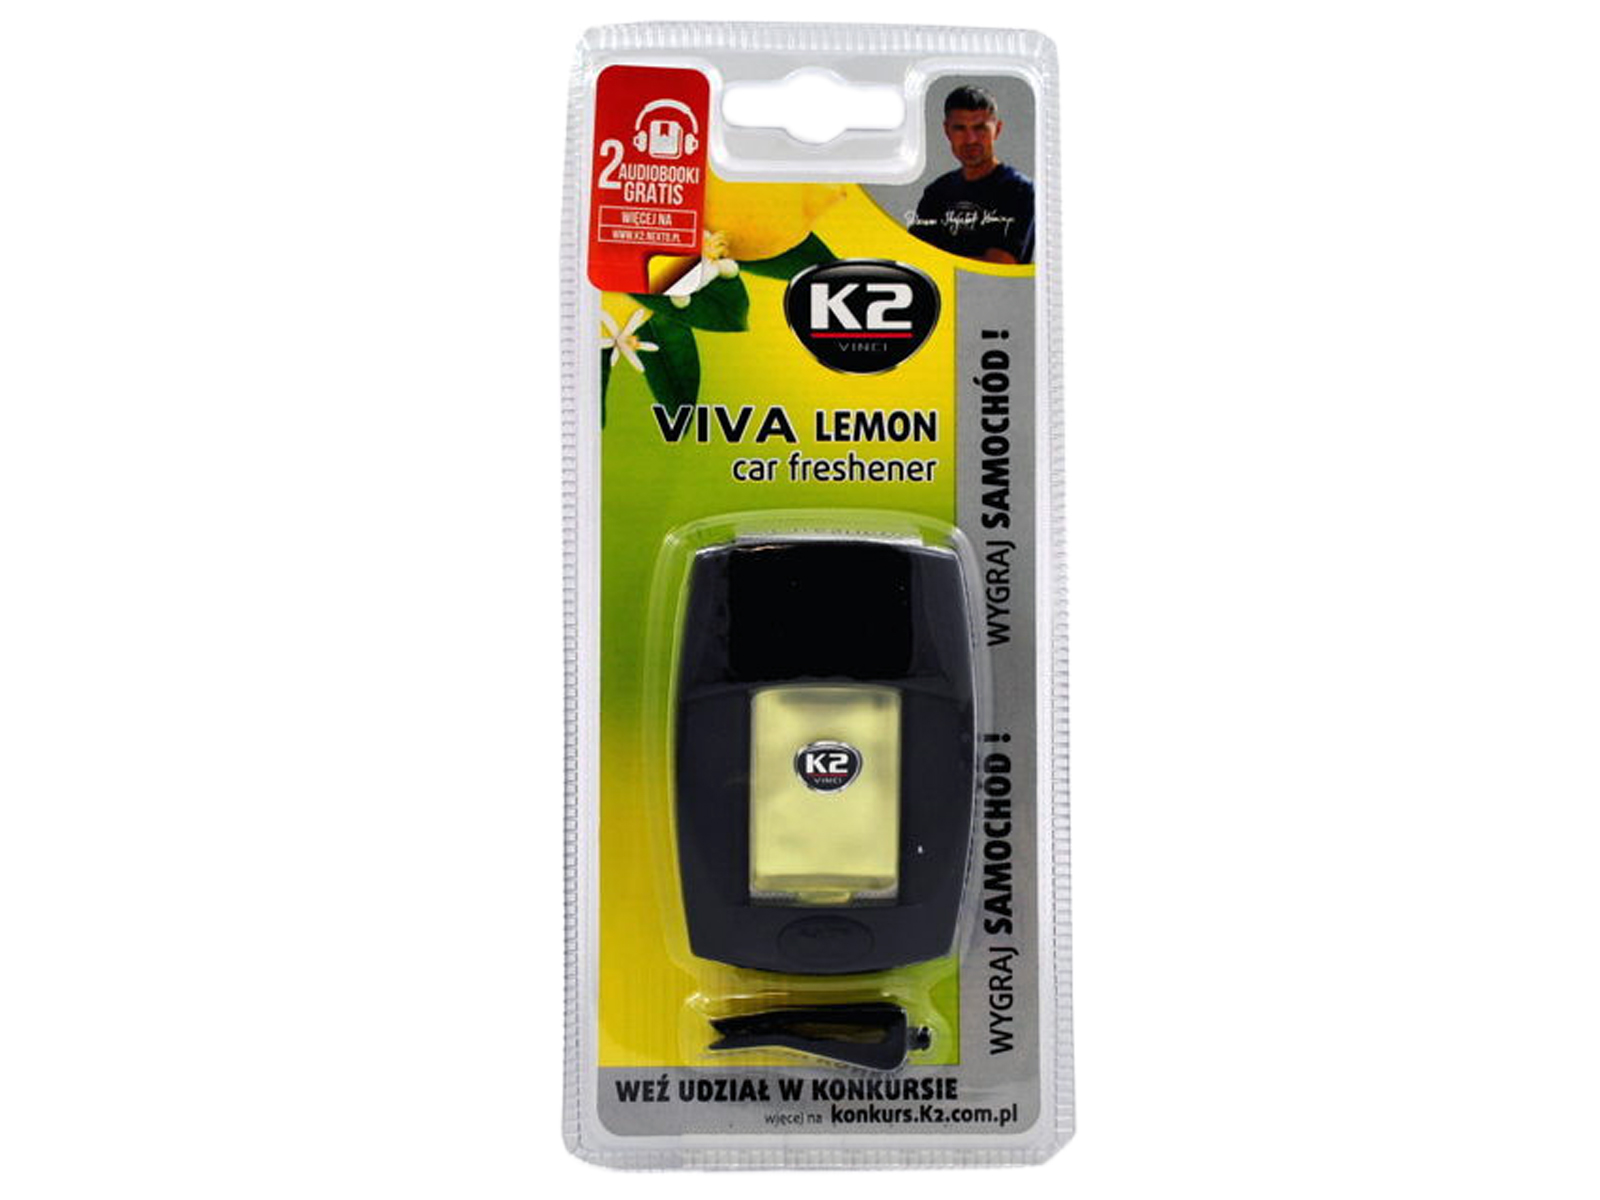 2 AUDIOBOOKI
GRATIS
WIĘCEJ NA
WWW.K2.NEXTO.PL
K2
VINCI
VIVA LEMON
car freshener
WYGRAJ SAMOCHÓD !
WYGRAJ SAMOCHÓD !
K2
VINCI
WEŹ UDZIAŁ W KONKURSIE
więcej na konkurs.K2.com.pl